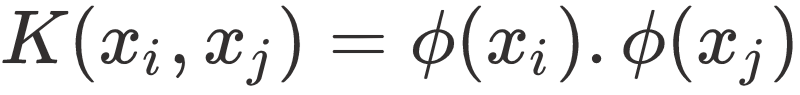 K(x_i, x_j) = ϕ(x_i). ϕ(x_j)